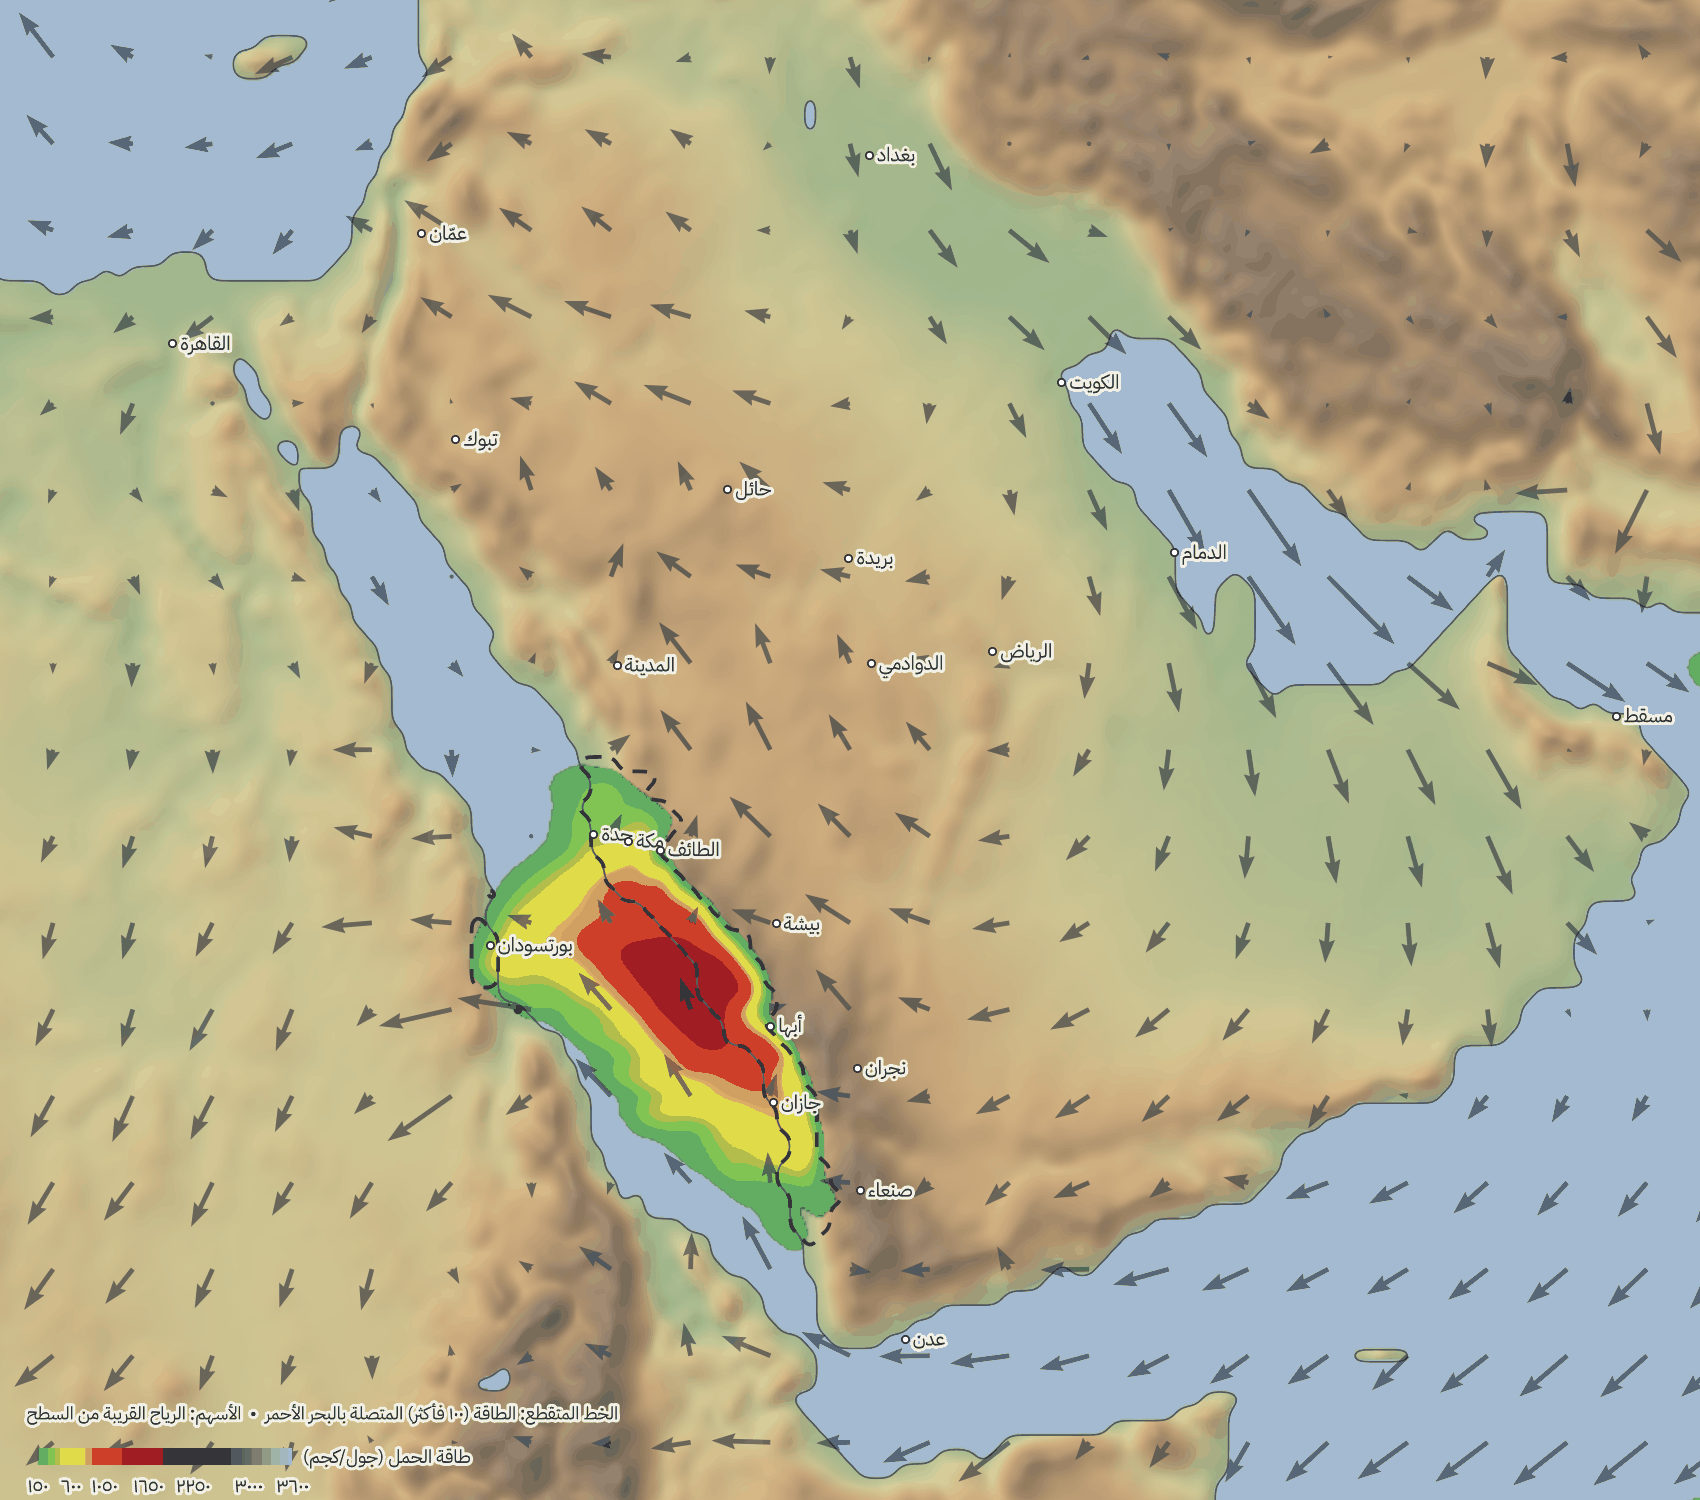 بغداد
عمّان
القاهرة
الكويت
تبوك
حائل
الدمام
بريدة
الرياض
الدوادمي
المدينة
مسقط
جدة
مكة
الطائف
بيشة
بورتسودان
أبها
نجران
جازان
صنعاء
عدن
الخط المتقطع: الطاقة (١٠٠ فأكثر) المتصلة بالبحر الأحمر • الأسهم: الرياح القريبة من السطح
طاقة الحمل (جول/كجم)
١٥٠ ٦٠٠ ١٠٥٠ ١٦٥٠ ٢٢٥٠ ٣٠٠٠ ٣٦٠٠